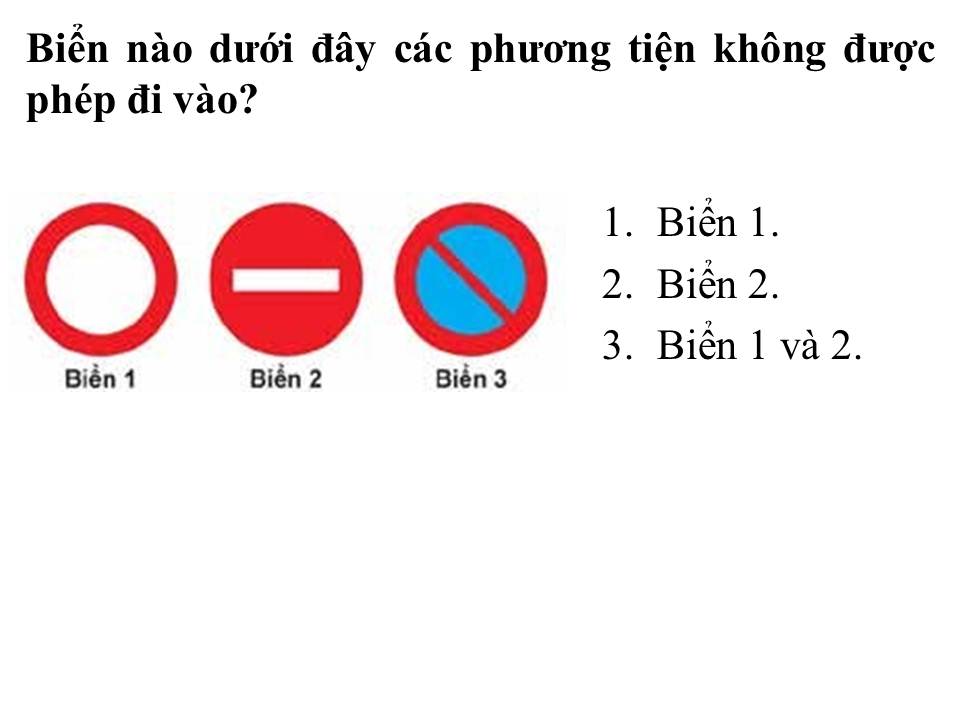 Biển nào dưới đây các phương tiện không được
phép đi vào?
1. Biển 1.
2. Biển 2.
3. Biển 1 và 2.
Biển 1 Biển 2 Biển 3